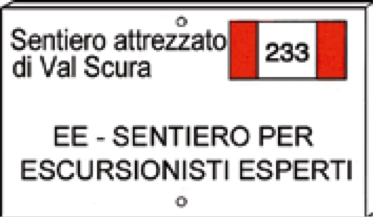 Sentiero attrezzato
di Val Scura
233
EE - SENTIERO PER
ESCURSIONISTI ESPERTI